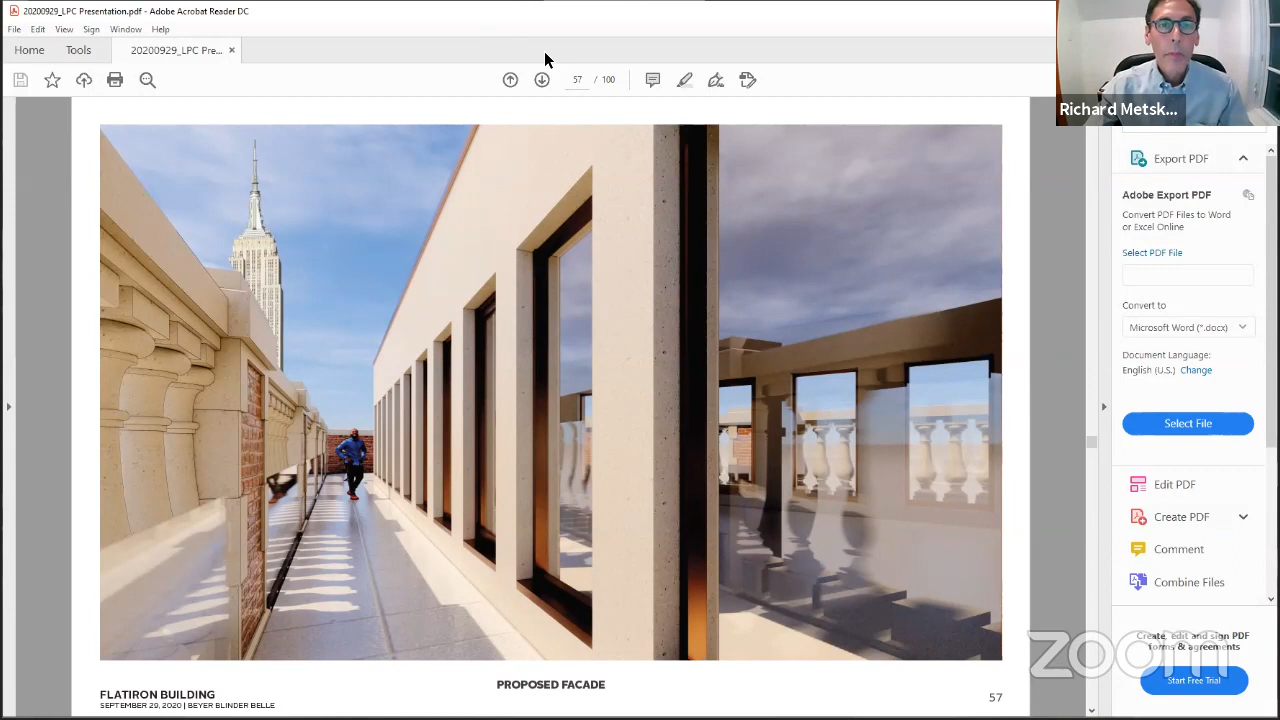 20200929_LPC Presentation.pdf - Adobe Acrobat Reader DC
File Edit View Sign Window Help
Home Tools 20200929_LPC Pre... ×
57 / 100
Richard Metsk...
Export PDF
Adobe Export PDF
Convert PDF Files to Word
or Excel Online
Select PDF File
Convert to
Microsoft Word (*.docx)
Document Language:
English (U.S.) Change
Select File
Edit PDF
Create PDF
Comment
Combine Files
Create, edit and sign PDF
forms & agreements
Start Free Trial
zoom
PROPOSED FACADE
FLATIRON BUILDING
SEPTEMBER 29, 2020 | BEYER BLINDER BELLE
57